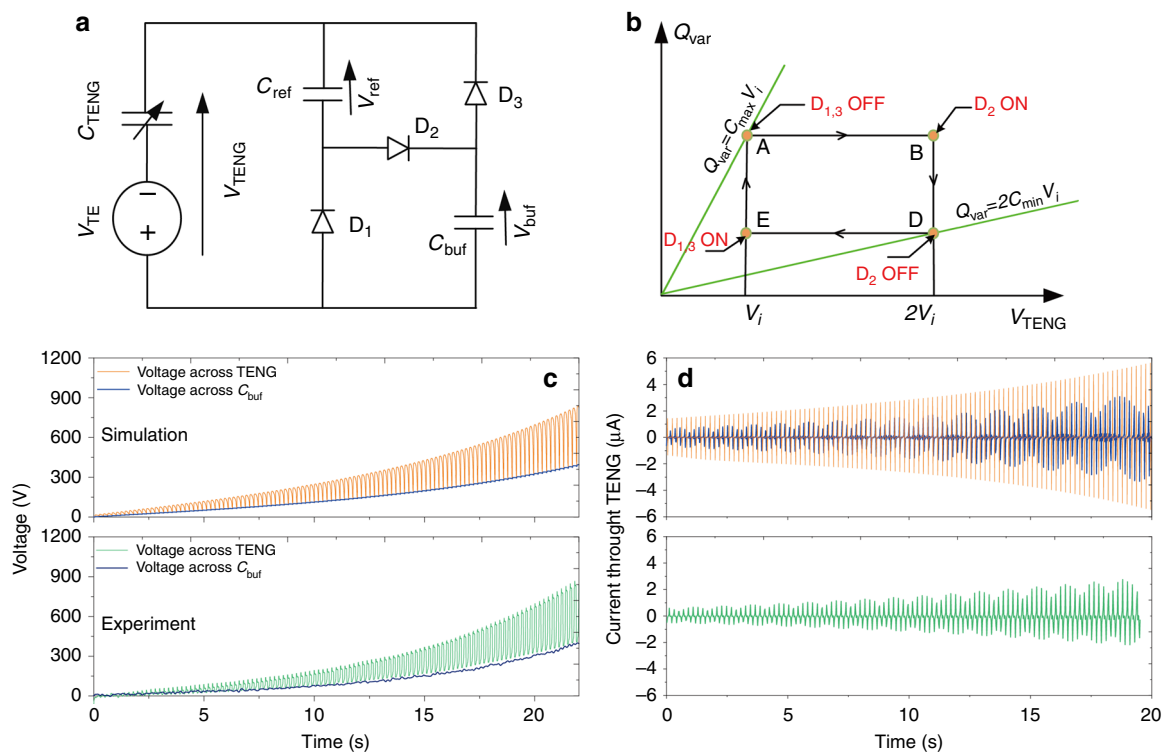 a
C_TENG
V_TE
−
+
V_TENG
C_ref
V_ref
D_1
D_2
D_3
C_buf
V_buf
b
Q_var
Q_var=C_max V_i
D_1,3 OFF
D_2 ON
A
B
Q_var=2C_min V_i
E
D
D_1,3 ON
D_2 OFF
V_i
2V_i
V_TENG
c
Voltage across TENG
Voltage across C_buf
Simulation
1200
900
600
300
0
Voltage across TENG
Voltage across C_buf
Experiment
1200
900
600
300
0
Voltage (V)
0
5
10
15
20
Time (s)
d
6
4
2
0
−2
−4
−6
6
4
2
0
−2
−4
−6
Current throught TENG (µA)
0
5
10
15
20
Time (s)